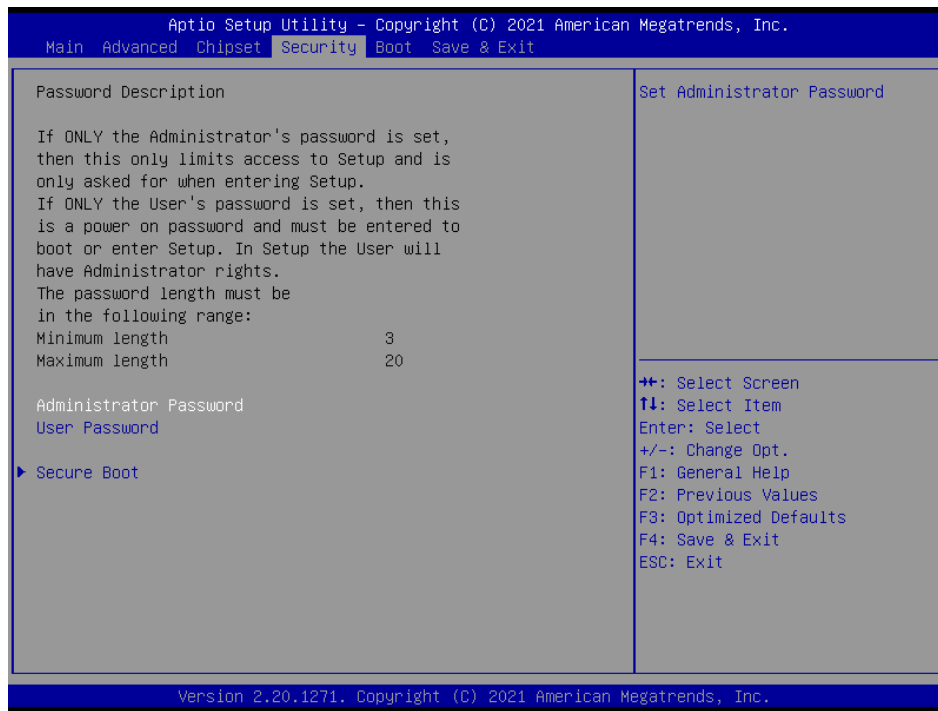 Aptio Setup Utility – Copyright (C) 2021 American Megatrends, Inc.
Main Advanced Chipset Security Boot Save & Exit
Password Description
If ONLY the Administrator's password is set,
then this only limits access to Setup and is
only asked for when entering Setup.
If ONLY the User's password is set, then this
is a power on password and must be entered to
boot or enter Setup. In Setup the User will
have Administrator rights.
The password length must be
in the following range:
Minimum length 3
Maximum length 20
Administrator Password
User Password
Secure Boot
Set Administrator Password
→←: Select Screen
↑↓: Select Item
Enter: Select
+/-: Change Opt.
F1: General Help
F2: Previous Values
F3: Optimized Defaults
F4: Save & Exit
ESC: Exit
Version 2.20.1271. Copyright (C) 2021 American Megatrends, Inc.